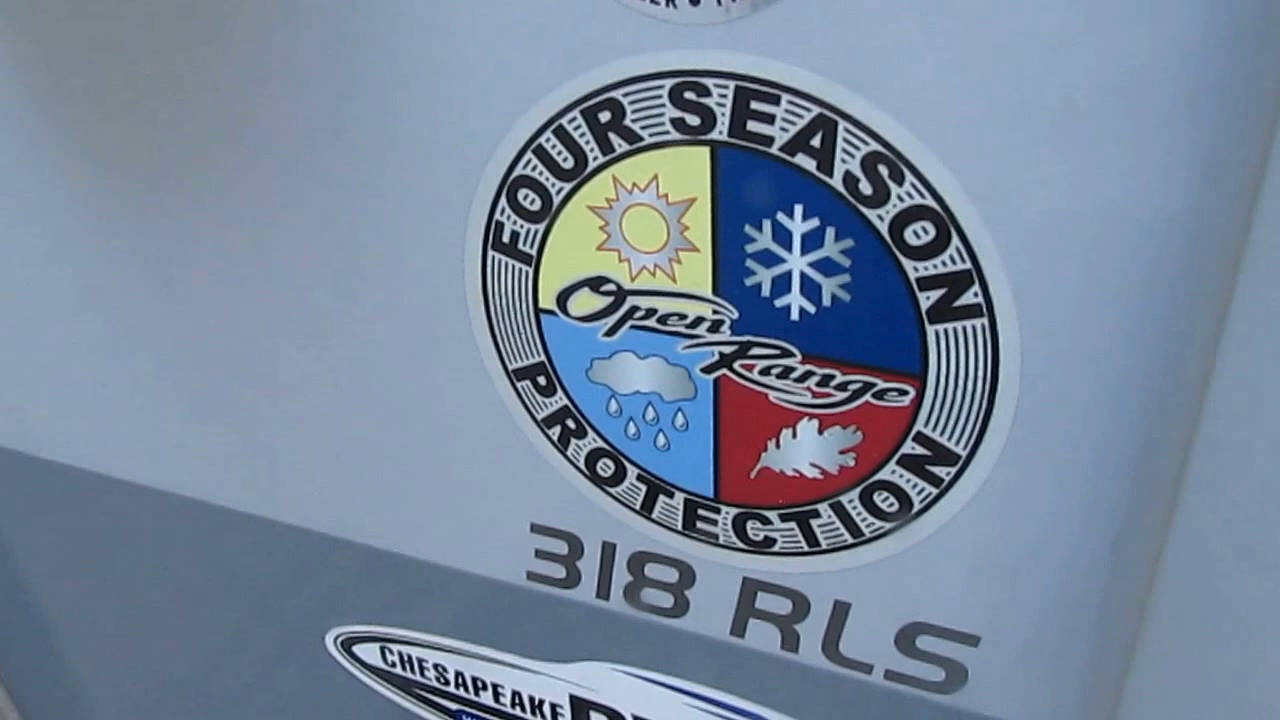 FOUR SEASON
Open
Range
PROTECTION
318 RLS
CHESAPEAKE